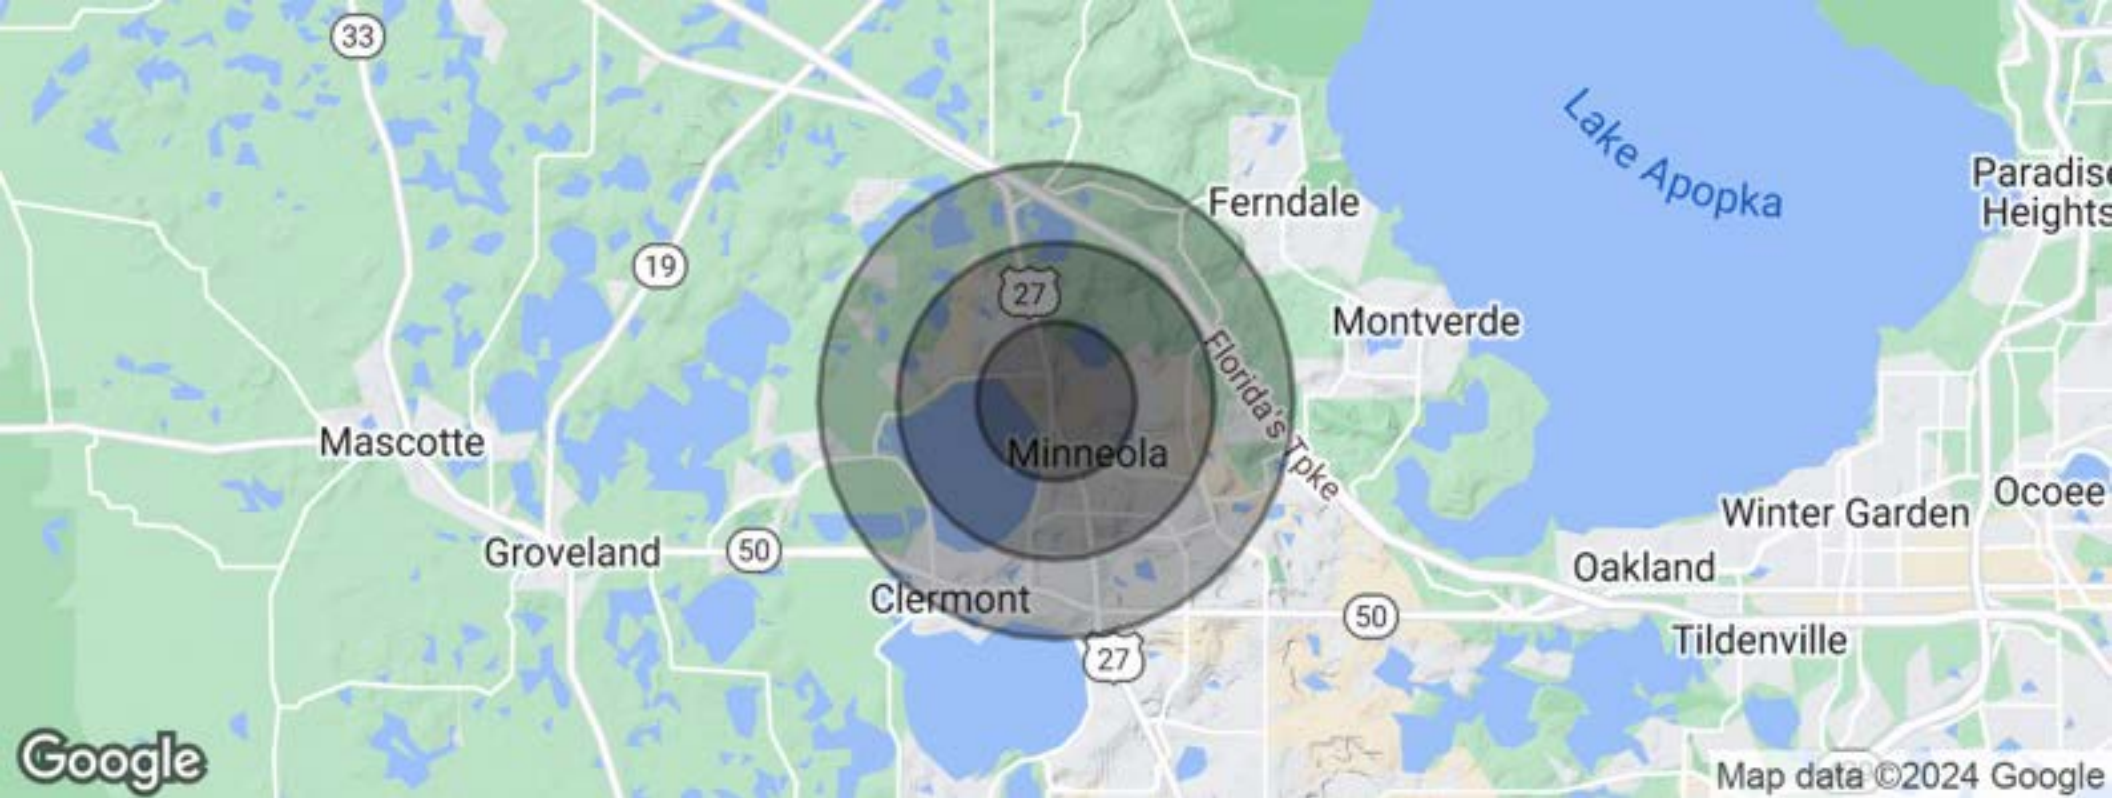 33
Lake Apopka
Paradise
Heights
Ferndale
19
27
Montverde
Florida's Tpke
Mascotte
Minneola
Ocoee
Winter Garden
Groveland
50
Oakland
Clermont
50
Tildenville
27
Google
Map data ©2024 Google